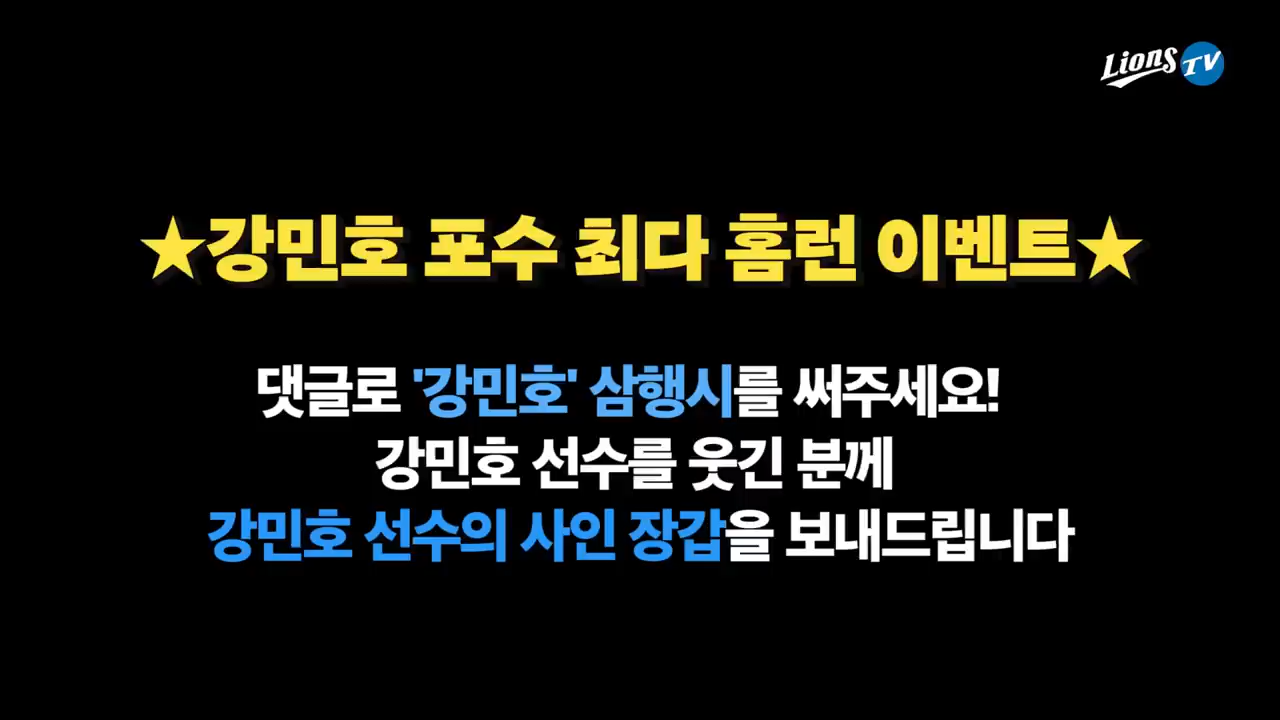 Lions TV
★강민호 포수 최다 홈런 이벤트★
댓글로 '강민호' 삼행시를 써주세요!
강민호 선수를 웃긴 분께
강민호 선수의 사인 장갑을 보내드립니다